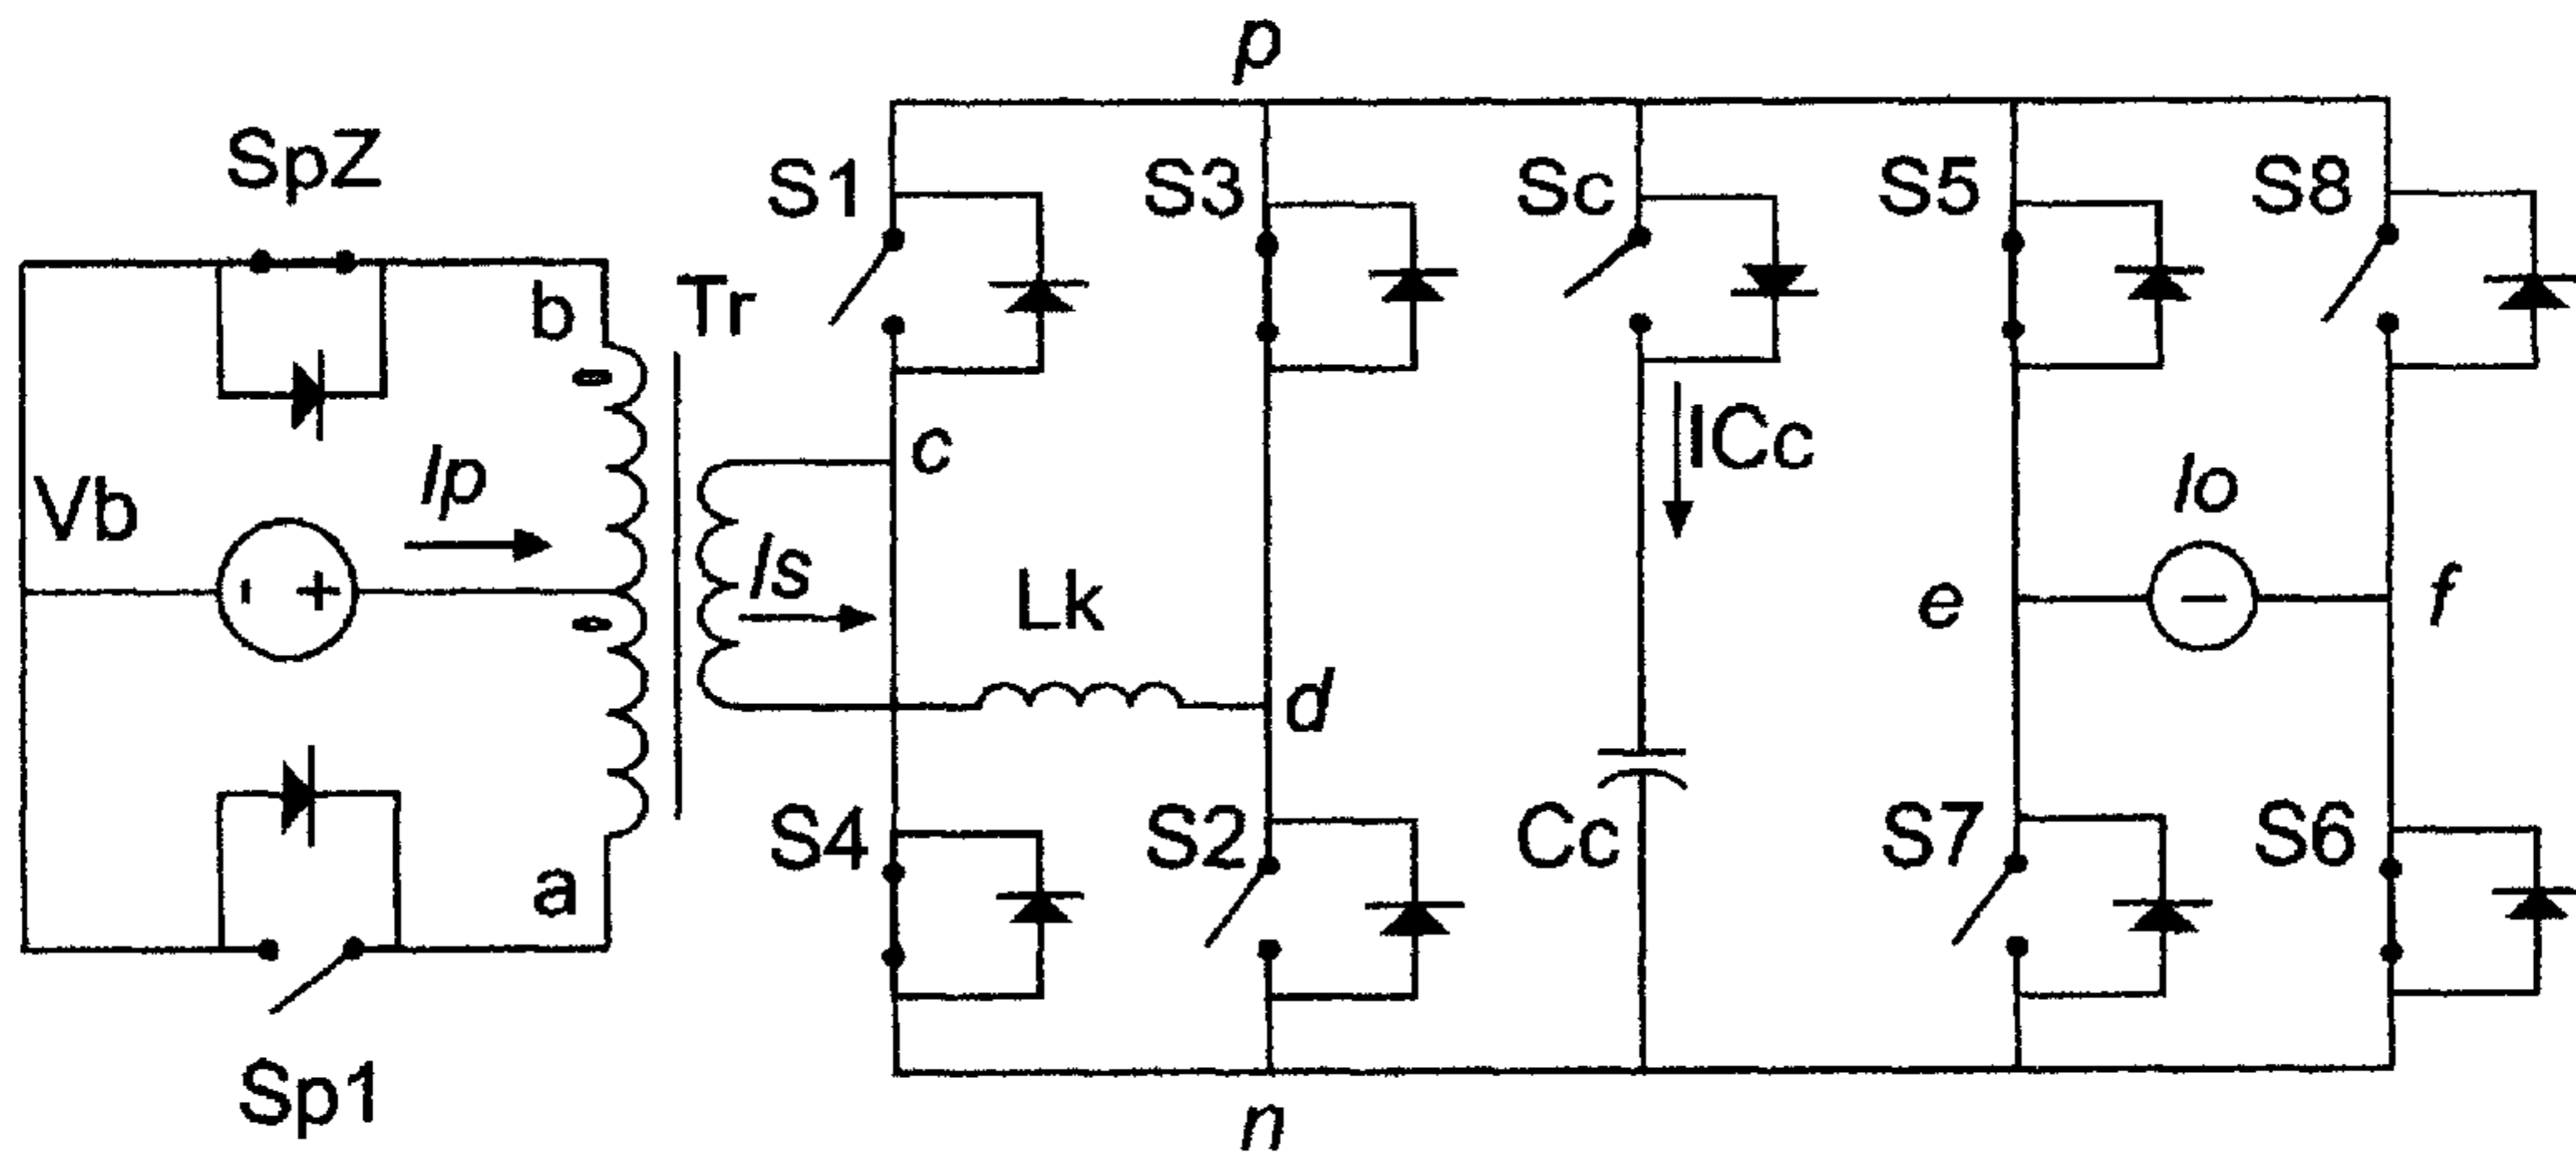 p
SpZ
S1
S3
Sc
S5
S8
b
Tr
c
ICc
Vb
Ip
Is
Lk
Io
e
f
- +
−
d
S4
S2
Cc
S7
S6
a
Sp1
n